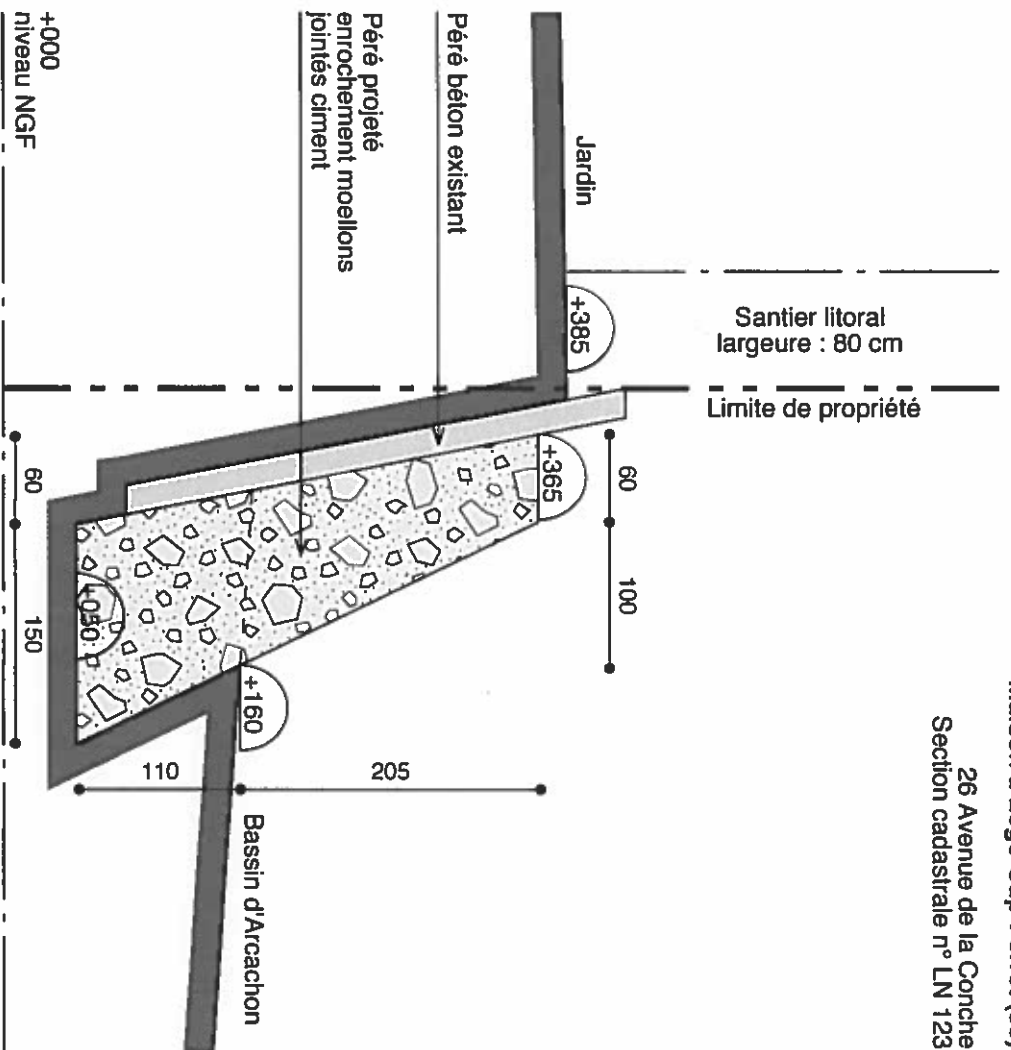 26 Avenue de la Conche
Section cadastrale n° LN 123
Santier litoral
largeure : 80 cm
Limite de propriété
Jardin
+385
+365
60
100
Péré béton existant
Péré projeté
enrochement moellons
jointés ciment
+160
205
110
Bassin d'Arcachon
+050
60
150
+000
niveau NGF